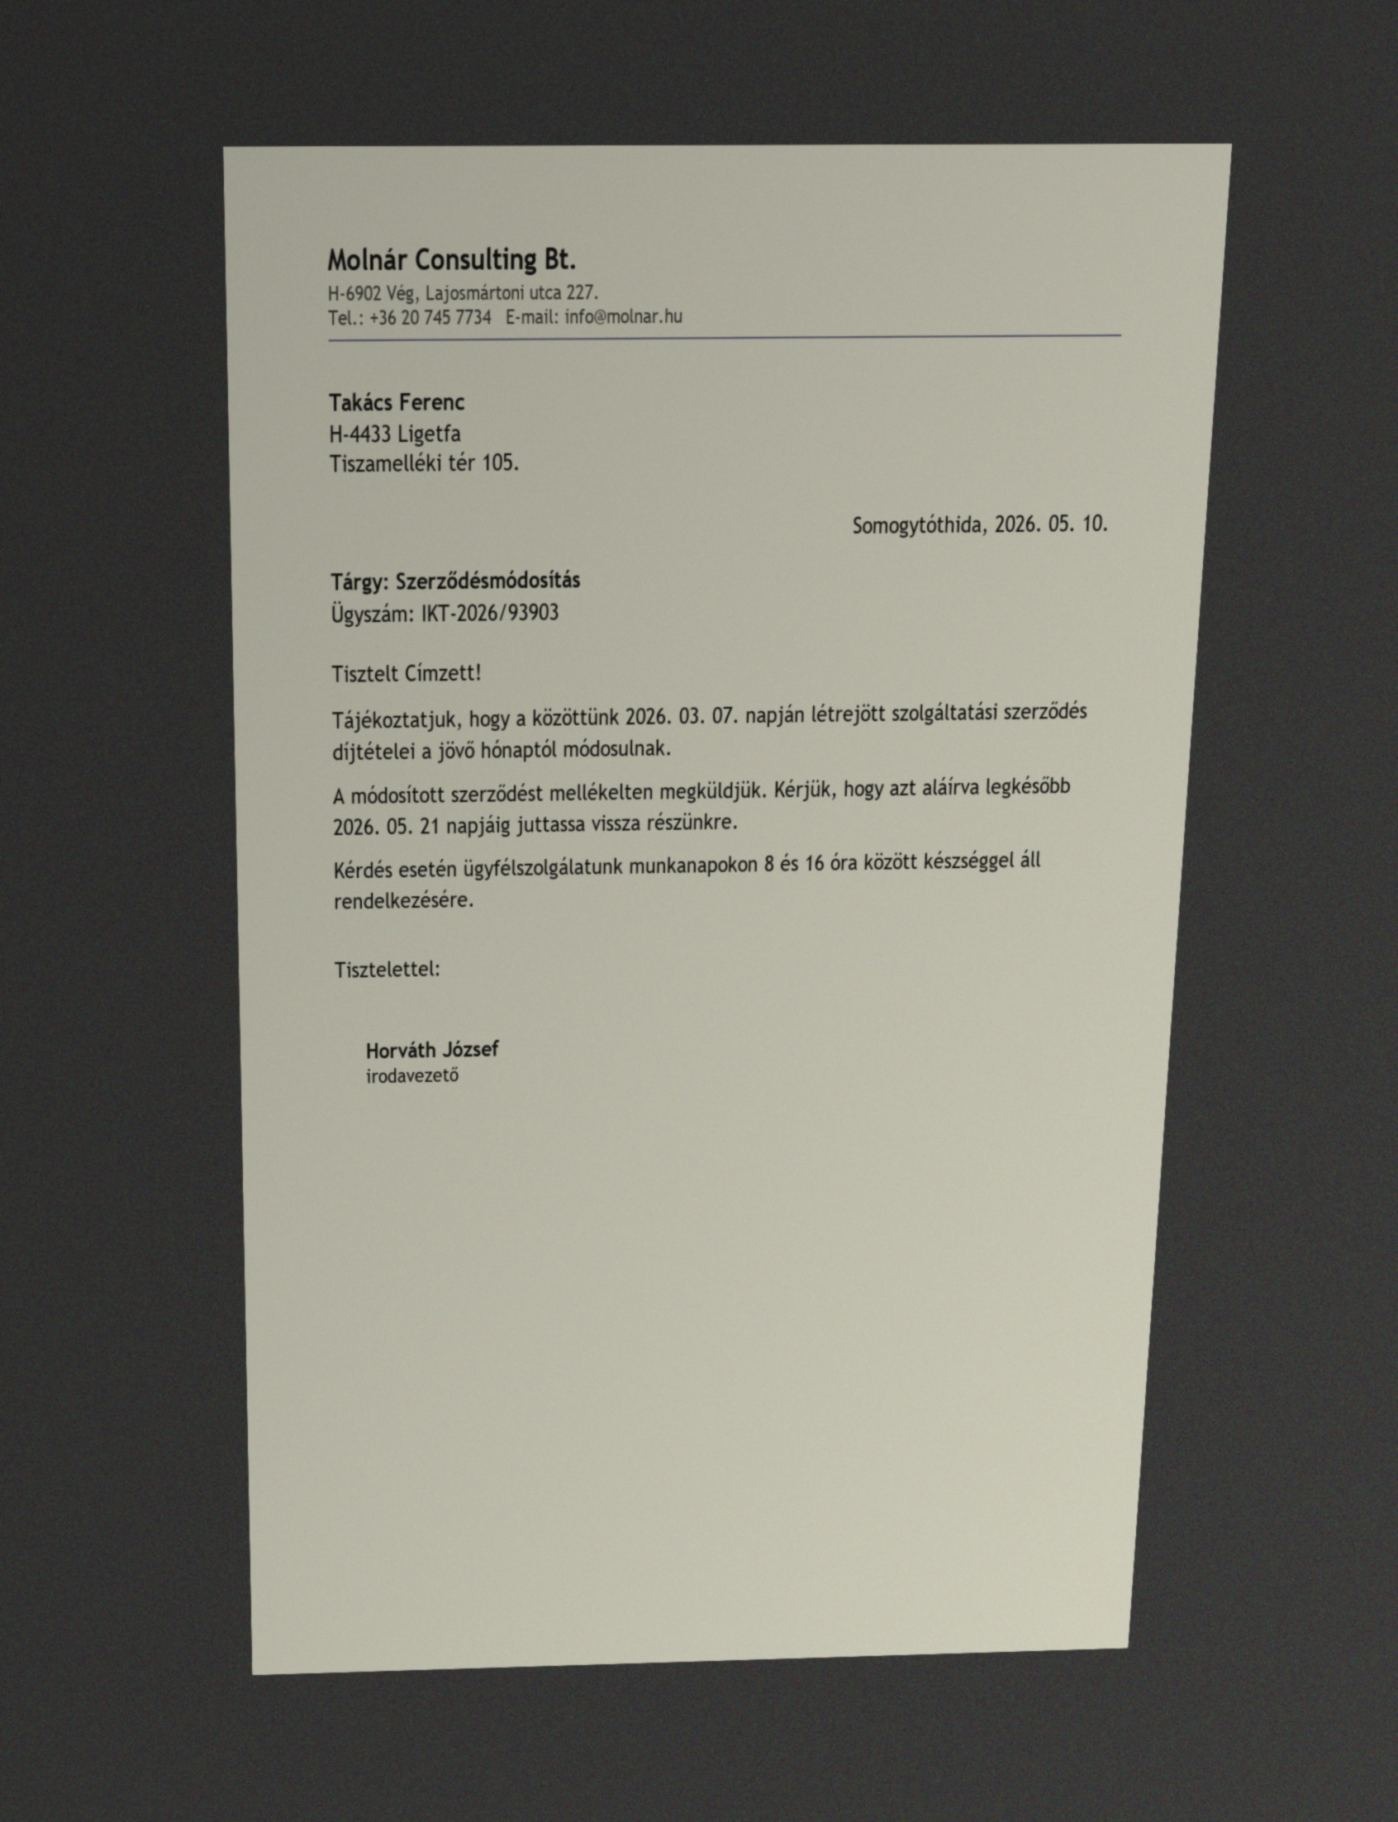 Molnár Consulting Bt.
H-6902 Vég, Lajosmártoni utca 227.
Tel.: +36 20 745 7734 E-mail: info@molnar.hu
Takács Ferenc
H-4433 Ligetfa
Tiszamelléki tér 105.
Somogytóthida, 2026. 05. 10.
Tárgy: Szerződésmódosítás
Ügyszám: IKT-2026/93903
Tisztelt Címzett!
Tájékoztatjuk, hogy a közöttünk 2026. 03. 07. napján létrejött szolgáltatási szerződés
díjtételei a jövő hónaptól módosulnak.
A módosított szerződést mellékelten megküldjük. Kérjük, hogy azt aláírva legkésőbb
2026. 05. 21 napjáig juttassa vissza részünkre.
Kérdés esetén ügyfélszolgálatunk munkanapokon 8 és 16 óra között készséggel áll
rendelkezésére.
Tisztelettel:
Horváth József
irodavezető